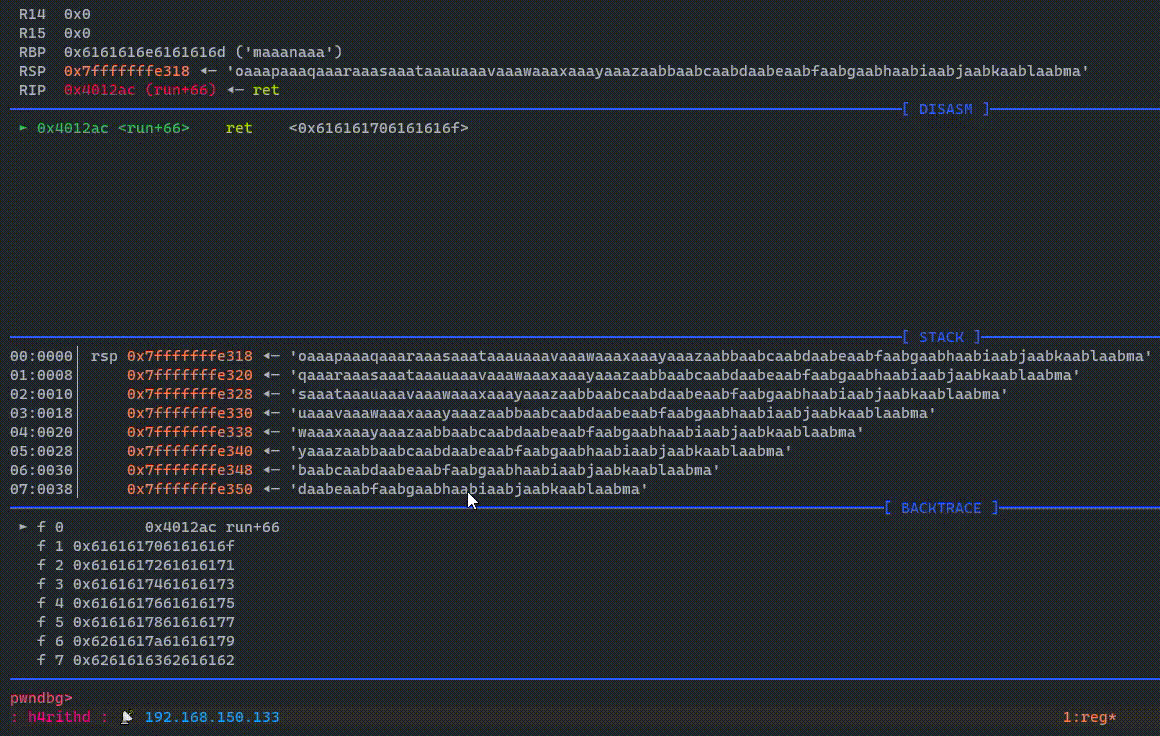 R14 0x0
R15 0x0
RBP 0x6161616e6161616d ('maaanaaa')
RSP 0x7fffffffe318 ◂— 'oaaapaaaqaaaraaasaaataaauaaavaaawaaaxaaayaaazaabbaabcaabdaabeaabfaabgaabhaabiaabjaabkaablaabma'
RIP 0x4012ac (run+66) ◂— ret
[ DISASM ]
► 0x4012ac <run+66> ret <0x616161706161616f>
[ STACK ]
00:0000│ rsp 0x7fffffffe318 ◂— 'oaaapaaaqaaaraaasaaataaauaaavaaawaaaxaaayaaazaabbaabcaabdaabeaabfaabgaabhaabiaabjaabkaablaabma'
01:0008│ 0x7fffffffe320 ◂— 'qaaaraaasaaataaauaaavaaawaaaxaaayaaazaabbaabcaabdaabeaabfaabgaabhaabiaabjaabkaablaabma'
02:0010│ 0x7fffffffe328 ◂— 'saaataaauaaavaaawaaaxaaayaaazaabbaabcaabdaabeaabfaabgaabhaabiaabjaabkaablaabma'
03:0018│ 0x7fffffffe330 ◂— 'uaaavaaawaaaxaaayaaazaabbaabcaabdaabeaabfaabgaabhaabiaabjaabkaablaabma'
04:0020│ 0x7fffffffe338 ◂— 'waaaxaaayaaazaabbaabcaabdaabeaabfaabgaabhaabiaabjaabkaablaabma'
05:0028│ 0x7fffffffe340 ◂— 'yaaazaabbaabcaabdaabeaabfaabgaabhaabiaabjaabkaablaabma'
06:0030│ 0x7fffffffe348 ◂— 'baabcaabdaabeaabfaabgaabhaabiaabjaabkaablaabma'
07:0038│ 0x7fffffffe350 ◂— 'daabeaabfaabgaabhaabiaabjaabkaablaabma'
[ BACKTRACE ]
► f 0 0x4012ac run+66
f 1 0x616161706161616f
f 2 0x6161617261616171
f 3 0x6161617461616173
f 4 0x6161617661616175
f 5 0x6161617861616177
f 6 0x6261617a61616179
f 7 0x6261616362616162
pwndbg>
: h4rithd : 192.168.150.133 1:reg*